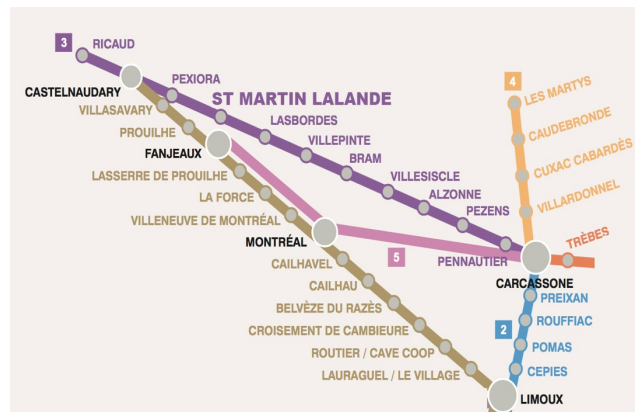 3
RICAUD
CASTELNAUDARY
PEXIORA
ST MARTIN LALANDE
VILLASAVARY
LASBORDES
PROUILHE
VILLEPINTE
FANJEAUX
BRAM
LASSERRE DE PROUILHE
VILLESISCLE
LA FORCE
ALZONNE
VILLENEUVE DE MONTRÉAL
PEZENS
MONTRÉAL
PENNAUTIER
5
4
LES MARTYS
CAUDEBRONDE
CUXAC CABARDÈS
VILLARDONNEL
TRÈBES
CARCASSONE
CAILHAVEL
CAILHAU
BELVÈZE DU RAZÈS
CROISEMENT DE CAMBIEURE
ROUTIER / CAVE COOP
LAURAGUEL / LE VILLAGE
PREIXAN
2
ROUFFIAC
POMAS
CEPIES
LIMOUX